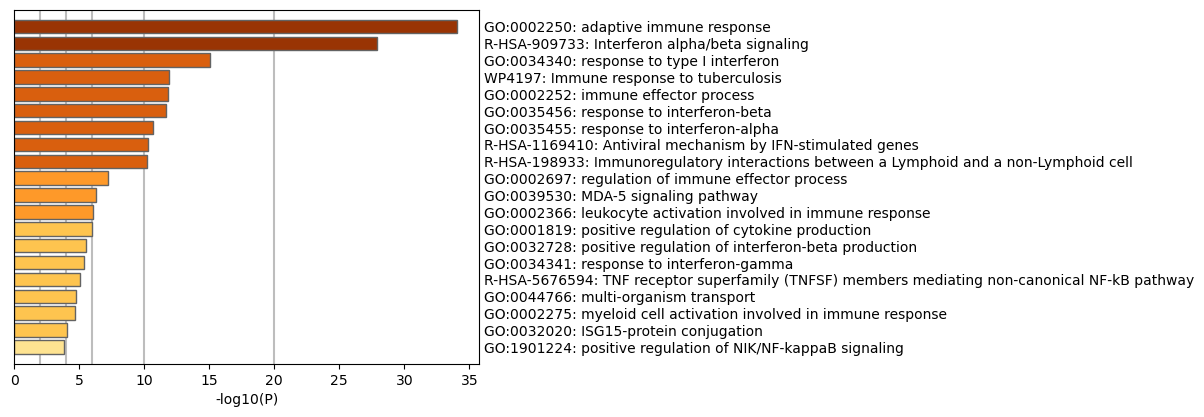 GO:0002250: adaptive immune response
R-HSA-909733: Interferon alpha/beta signaling
GO:0034340: response to type I interferon
WP4197: Immune response to tuberculosis
GO:0002252: immune effector process
GO:0035456: response to interferon-beta
GO:0035455: response to interferon-alpha
R-HSA-1169410: Antiviral mechanism by IFN-stimulated genes
R-HSA-198933: Immunoregulatory interactions between a Lymphoid and a non-Lymphoid cell
GO:0002697: regulation of immune effector process
GO:0039530: MDA-5 signaling pathway
GO:0002366: leukocyte activation involved in immune response
GO:0001819: positive regulation of cytokine production
GO:0032728: positive regulation of interferon-beta production
GO:0034341: response to interferon-gamma
R-HSA-5676594: TNF receptor superfamily (TNFSF) members mediating non-canonical NF-kB pathway
GO:0044766: multi-organism transport
GO:0002275: myeloid cell activation involved in immune response
GO:0032020: ISG15-protein conjugation
GO:1901224: positive regulation of NIK/NF-kappaB signaling
0 5 10 15 20 25 30 35
-log10(P)